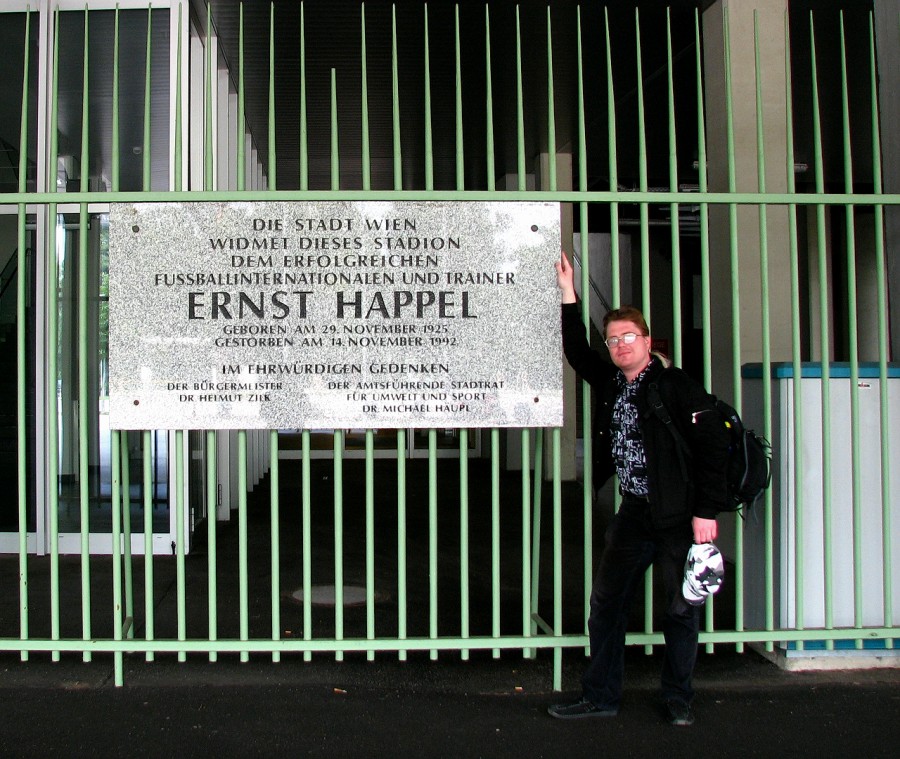 DIE STADT WIEN
WIDMET DIESES STADION
DEM ERFOLGREICHEN
FUSSBALLINTERNATIONALEN UND TRAINER
ERNST HAPPEL
GEBOREN AM 29. NOVEMBER 1925
GESTORBEN AM 14. NOVEMBER 1992
IM EHRWÜRDIGEN GEDENKEN
DER BÜRGERMEISTER
DR HELMUT ZILK
DER AMTSFÜHRENDE STADTRAT
FÜR UMWELT UND SPORT
DR. MICHAEL HÄUPL